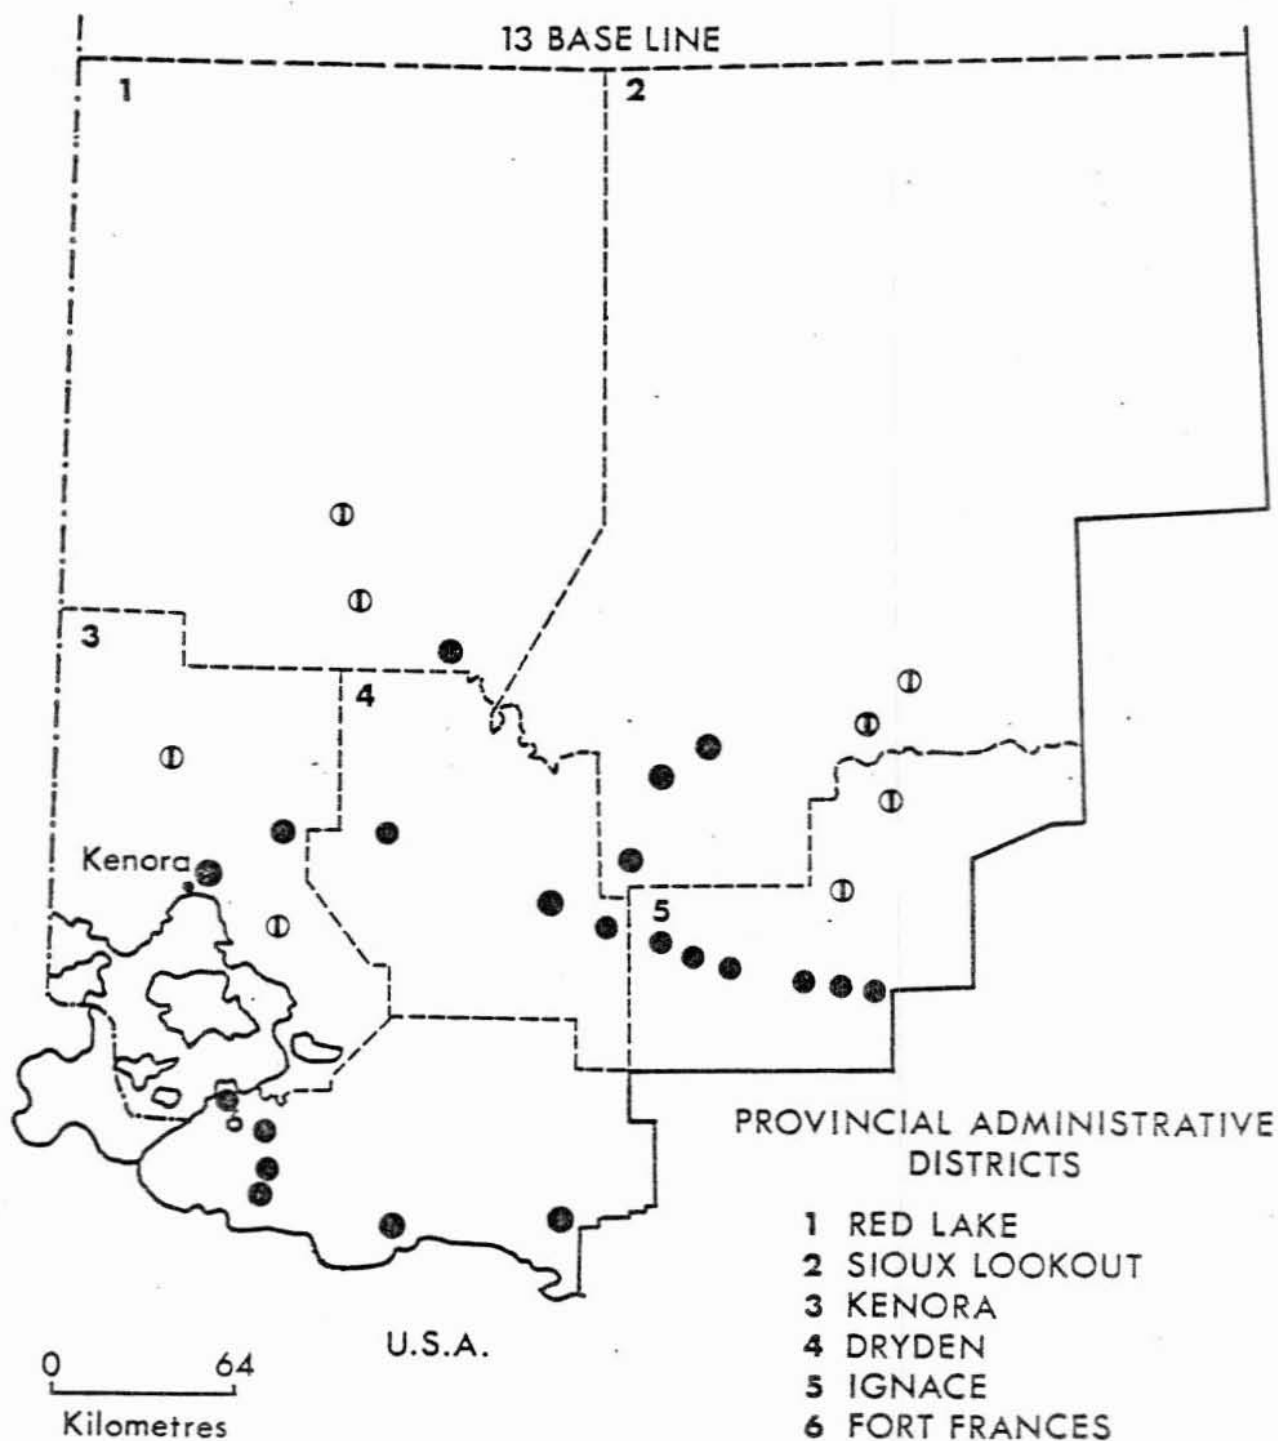 13 BASE LINE
1
2
3
4
Kenora
5
PROVINCIAL ADMINISTRATIVE
DISTRICTS
1 RED LAKE
2 SIOUX LOOKOUT
3 KENORA
4 DRYDEN
5 IGNACE
6 FORT FRANCES
U.S.A.
0 64
Kilometres